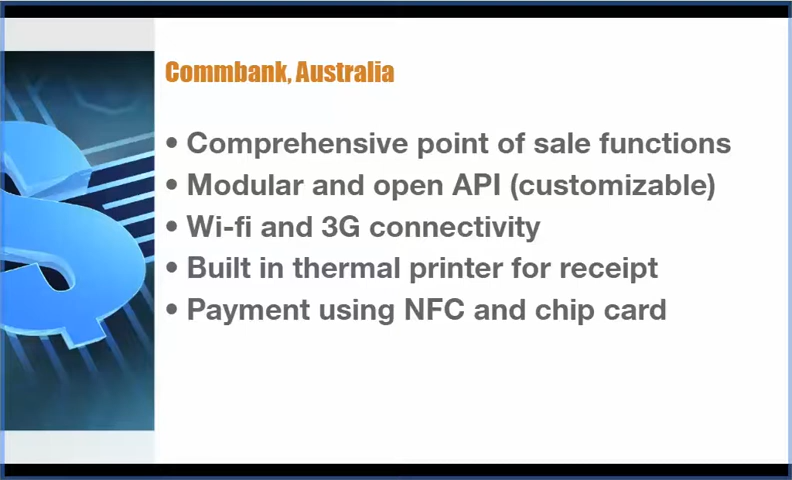 Commbank, Australia
• Comprehensive point of sale functions
• Modular and open API (customizable)
• Wi-fi and 3G connectivity
• Built in thermal printer for receipt
• Payment using NFC and chip card